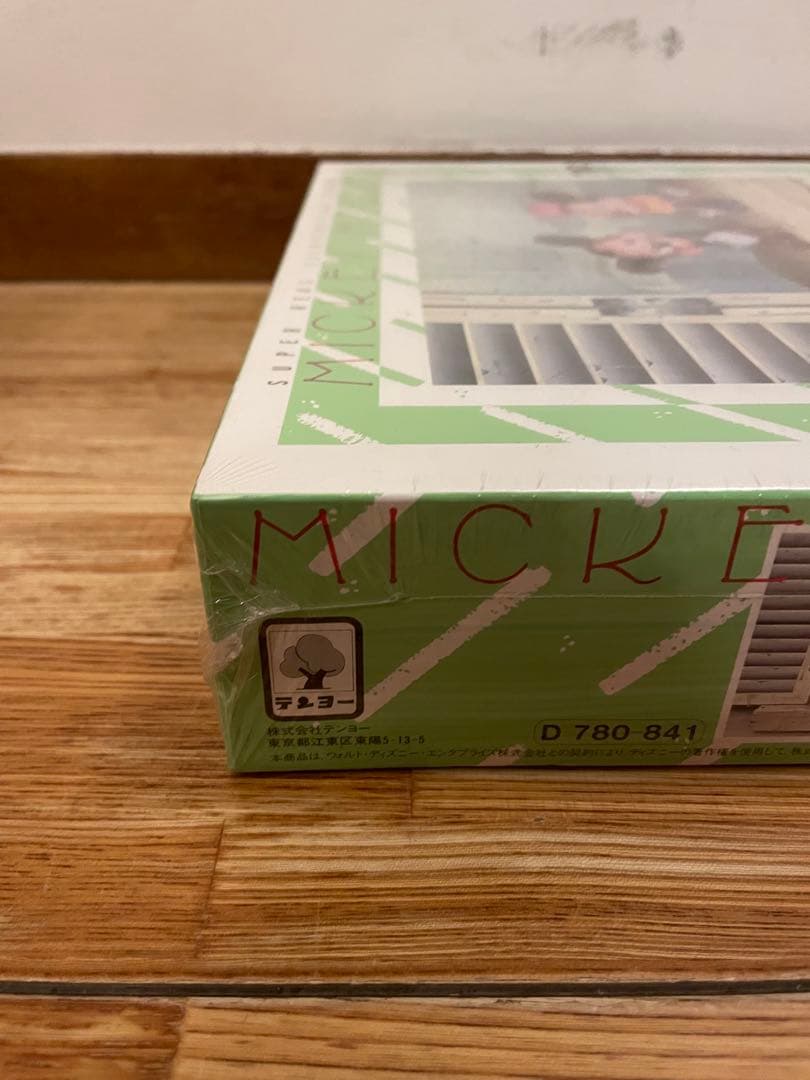 SUPER REAL
MICKE
MICKE
テンヨー
株式会社テンヨー
東京都江東区東陽5-13-5
D 780-841
本商品は、ウォルト・ディズニー・エンタプライズ株式会社との契約により、ディズニーの著作権を使用して、